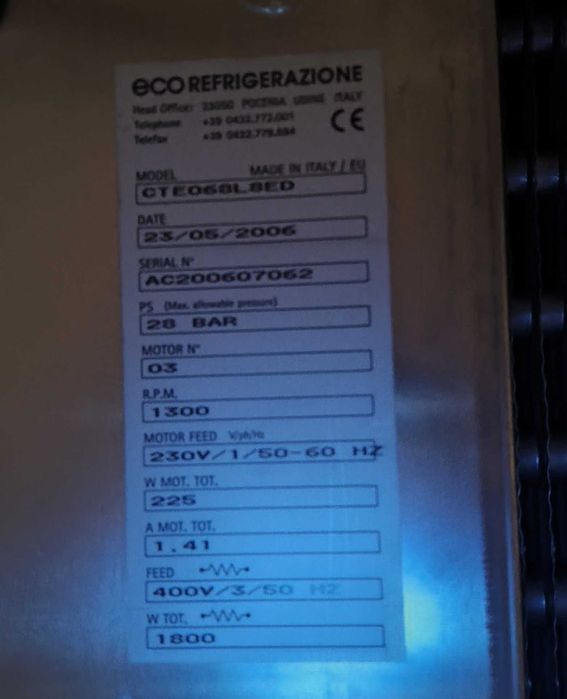 eco REFRIGERAZIONE
Head Office: 33050 POCENIA UDINE ITALY
Telephone +39 0432.772.001
Telefax +39 0432.779.594
CE
MODEL MADE IN ITALY / EU
CTE068L8ED
DATE
23/05/2006
SERIAL N°
AC200607062
PS (Max. allowable pressure)
28 BAR
MOTOR N°
03
R.P.M.
1300
MOTOR FEED V/ph/Hz
230V/1/50-60 HZ
W MOT. TOT.
225
A MOT. TOT.
1.41
FEED
400V/3/50 HZ
W TOT.
1800